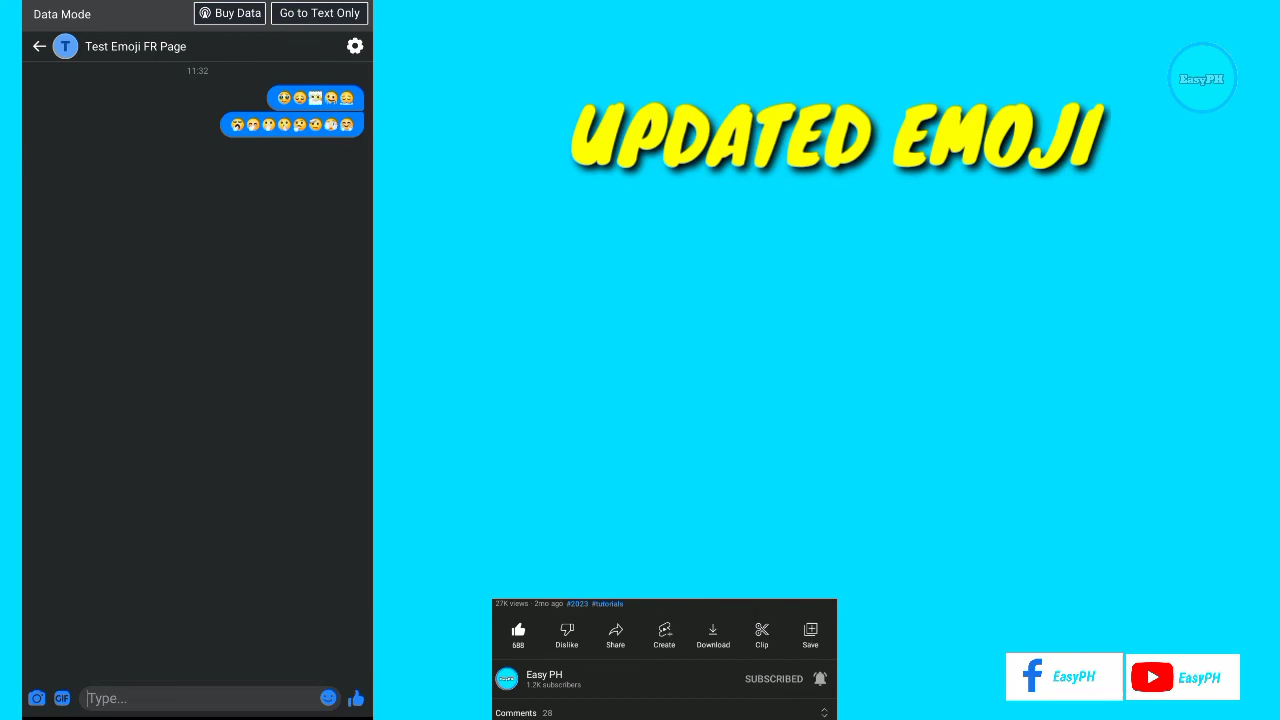 Data Mode
Buy Data
Go to Text Only
T
Test Emoji FR Page
11:32
Type...
GIF
UPDATED EMOJI
EasyPH
27K views · 2mo ago #2023 #tutorials
688
Dislike
Share
Create
Download
Clip
Save
Easy PH
1.2K subscribers
SUBSCRIBED
Comments 28
EasyPH
EasyPH